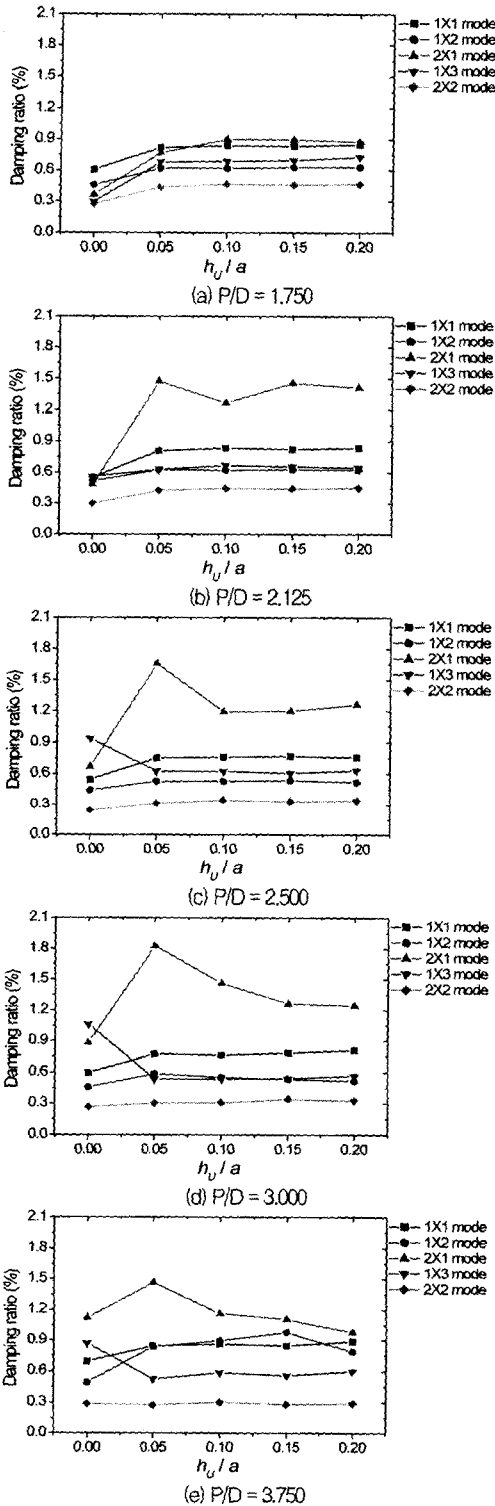 2.1
1.8
1.5
1.2
0.9
0.6
0.3
0.0
Damping ratio (%)
1X1 mode
1X2 mode
2X1 mode
1X3 mode
2X2 mode
0.00 0.05 0.10 0.15 0.20
h_U / a
(a) P/D = 1.750
2.1
1.8
1.5
1.2
0.9
0.6
0.3
0.0
Damping ratio (%)
1X1 mode
1X2 mode
2X1 mode
1X3 mode
2X2 mode
0.00 0.05 0.10 0.15 0.20
h_U / a
(b) P/D = 2.125
2.1
1.8
1.5
1.2
0.9
0.6
0.3
0.0
Damping ratio (%)
1X1 mode
1X2 mode
2X1 mode
1X3 mode
2X2 mode
0.00 0.05 0.10 0.15 0.20
h_U / a
(c) P/D = 2.500
2.1
1.8
1.5
1.2
0.9
0.6
0.3
0.0
Damping ratio (%)
1X1 mode
1X2 mode
2X1 mode
1X3 mode
2X2 mode
0.00 0.05 0.10 0.15 0.20
h_U / a
(d) P/D = 3.000
2.1
1.8
1.5
1.2
0.9
0.6
0.3
0.0
Damping ratio (%)
1X1 mode
1X2 mode
2X1 mode
1X3 mode
2X2 mode
0.00 0.05 0.10 0.15 0.20
h_U / a
(e) P/D = 3.750